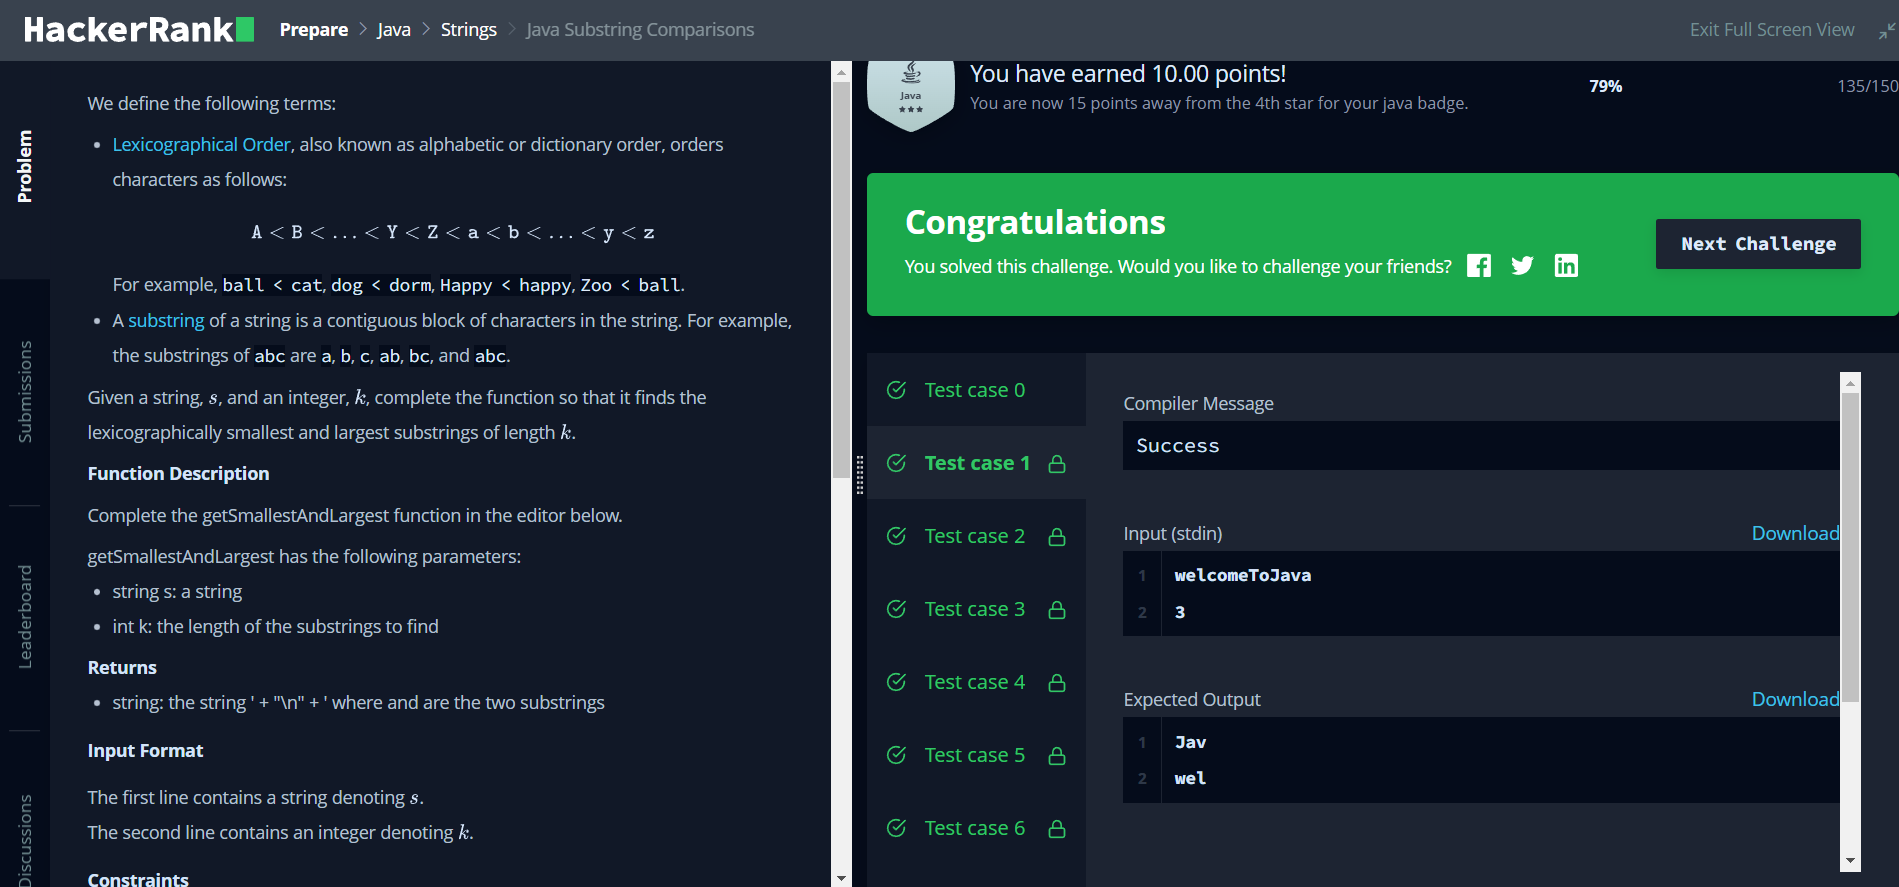 HackerRank Prepare > Java > Strings > Java Substring Comparisons Exit Full Screen View
Problem
Submissions
Leaderboard
Discussions
We define the following terms:
• Lexicographical Order, also known as alphabetic or dictionary order, orders
characters as follows:
A < B < ... < Y < Z < a < b < ... < y < z
For example, ball < cat, dog < dorm, Happy < happy, Zoo < ball.
• A substring of a string is a contiguous block of characters in the string. For example,
the substrings of abc are a, b, c, ab, bc, and abc.
Given a string, s, and an integer, k, complete the function so that it finds the
lexicographically smallest and largest substrings of length k.
Function Description
Complete the getSmallestAndLargest function in the editor below.
getSmallestAndLargest has the following parameters:
• string s: a string
• int k: the length of the substrings to find
Returns
• string: the string ' + "\n" + ' where and are the two substrings
Input Format
The first line contains a string denoting s.
The second line contains an integer denoting k.
Constraints
Java
★★★
You have earned 10.00 points!
You are now 15 points away from the 4th star for your java badge.
79%
135/150
Congratulations
You solved this challenge. Would you like to challenge your friends?
Next Challenge
Test case 0
Test case 1
Test case 2
Test case 3
Test case 4
Test case 5
Test case 6
Compiler Message
Success
Input (stdin) Download
1 welcomeToJava
2 3
Expected Output Download
1 Jav
2 wel